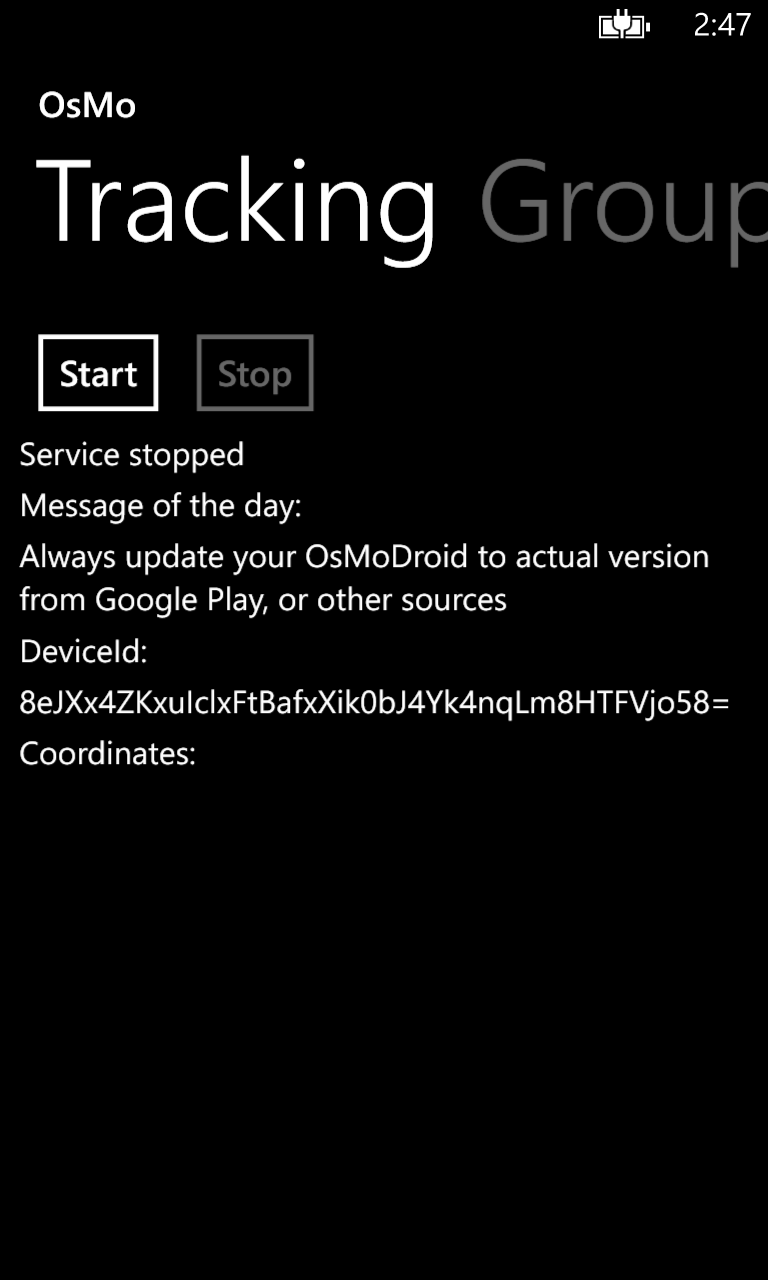 2:47
OsMo
Tracking Group
Start Stop
Service stopped
Message of the day:
Always update your OsMoDroid to actual version
from Google Play, or other sources
DeviceId:
8eJXx4ZKxuIclxFtBafxXik0bJ4Yk4nqLm8HTFVjo58=
Coordinates: